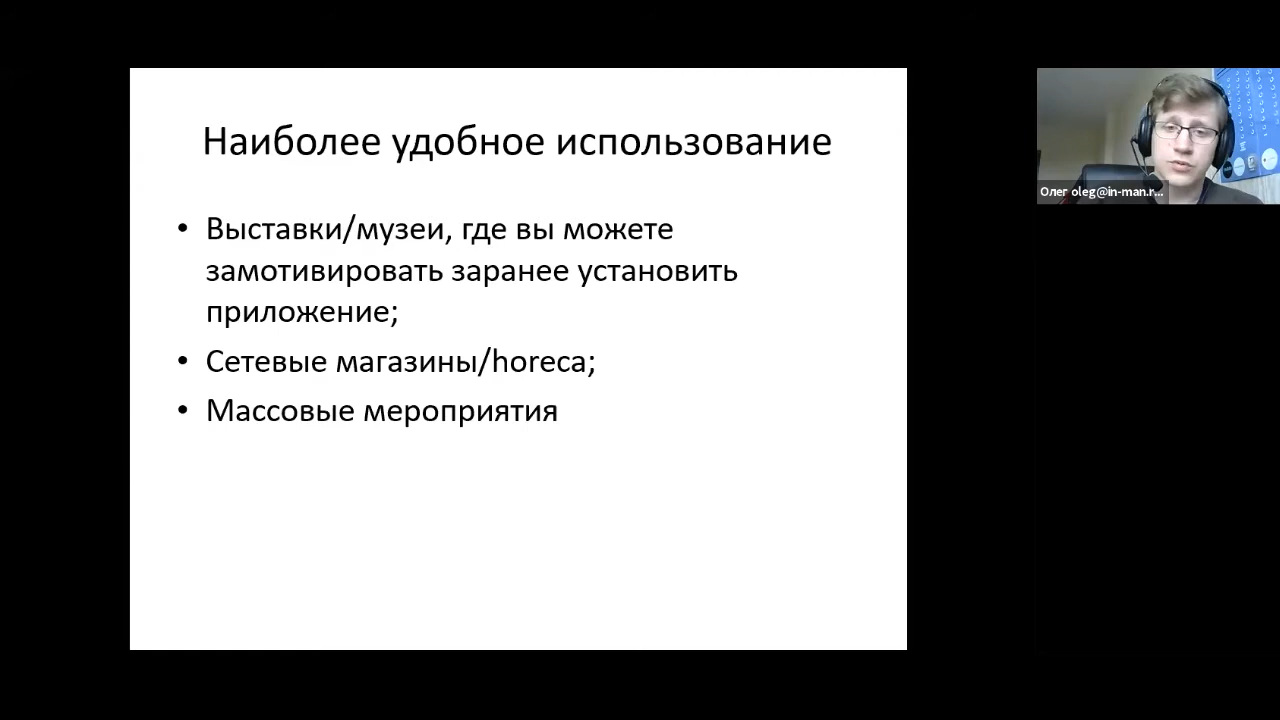 Наиболее удобное использование
• Выставки/музеи, где вы можете
замотивировать заранее установить
приложение;
• Сетевые магазины/horeca;
• Массовые мероприятия
Олег oleg@in-man.r...